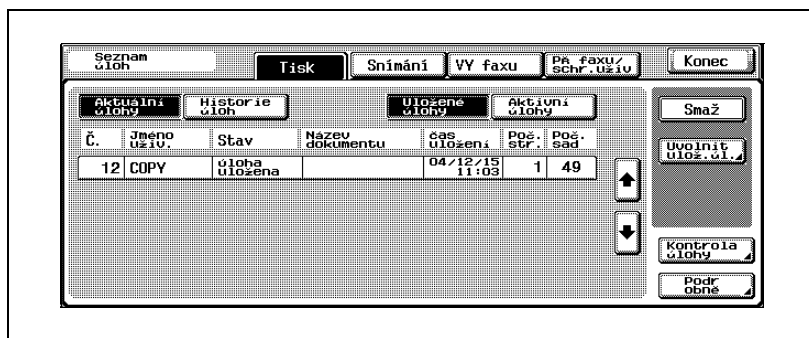 Seznam úloh
Tisk
Snímání
VY faxu
PŘ faxu/ schr.uživ
Konec
Aktuální úlohy
Historie úloh
Uložené úlohy
Aktivní úlohy
Smaž
Č.
Jméno uživ.
Stav
Název dokumentu
čas uložení
Poč. str.
Poč. sad
Uvolnit ulož.úl.
12
COPY
úloha uložena
04/12/15 11:03
1
49
Kontrola úlohy
Podr obné